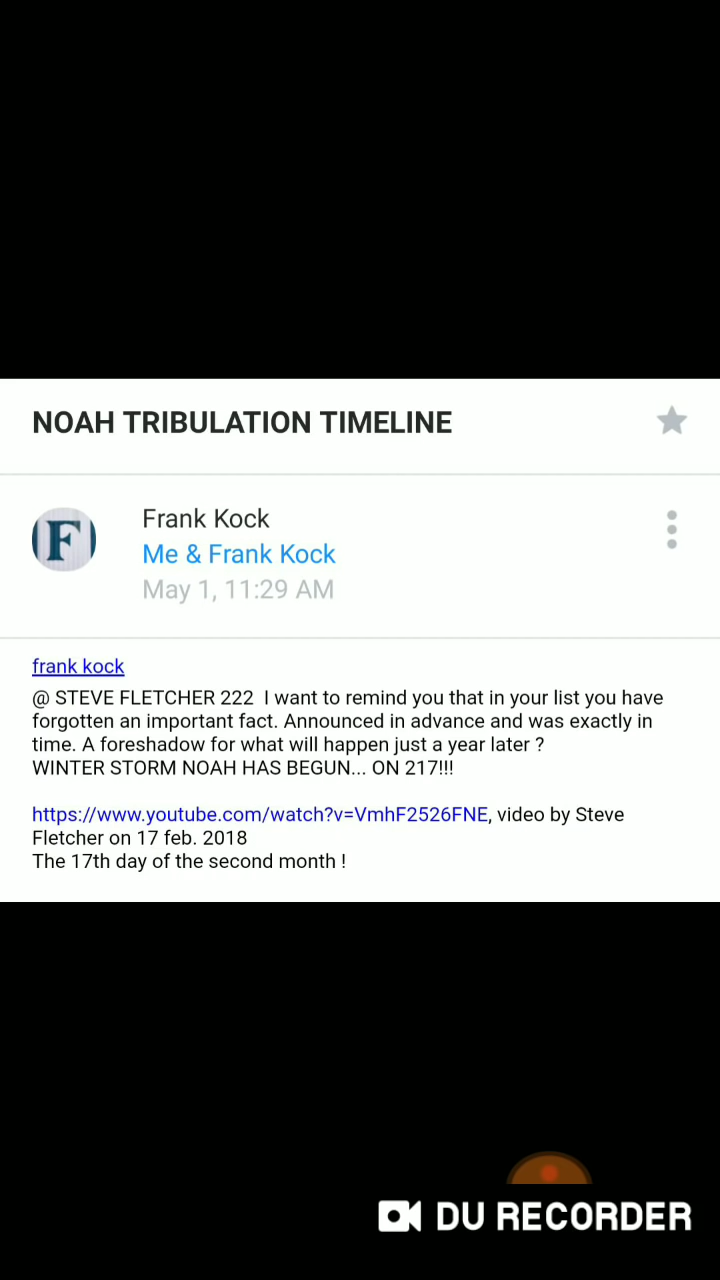 NOAH TRIBULATION TIMELINE
F
Frank Kock
Me & Frank Kock
May 1, 11:29 AM
frank kock
@ STEVE FLETCHER 222  I want to remind you that in your list you have
forgotten an important fact. Announced in advance and was exactly in
time. A foreshadow for what will happen just a year later ?
WINTER STORM NOAH HAS BEGUN... ON 217!!!
https://www.youtube.com/watch?v=VmhF2526FNE, video by Steve
Fletcher on 17 feb. 2018
The 17th day of the second month !
DU RECORDER